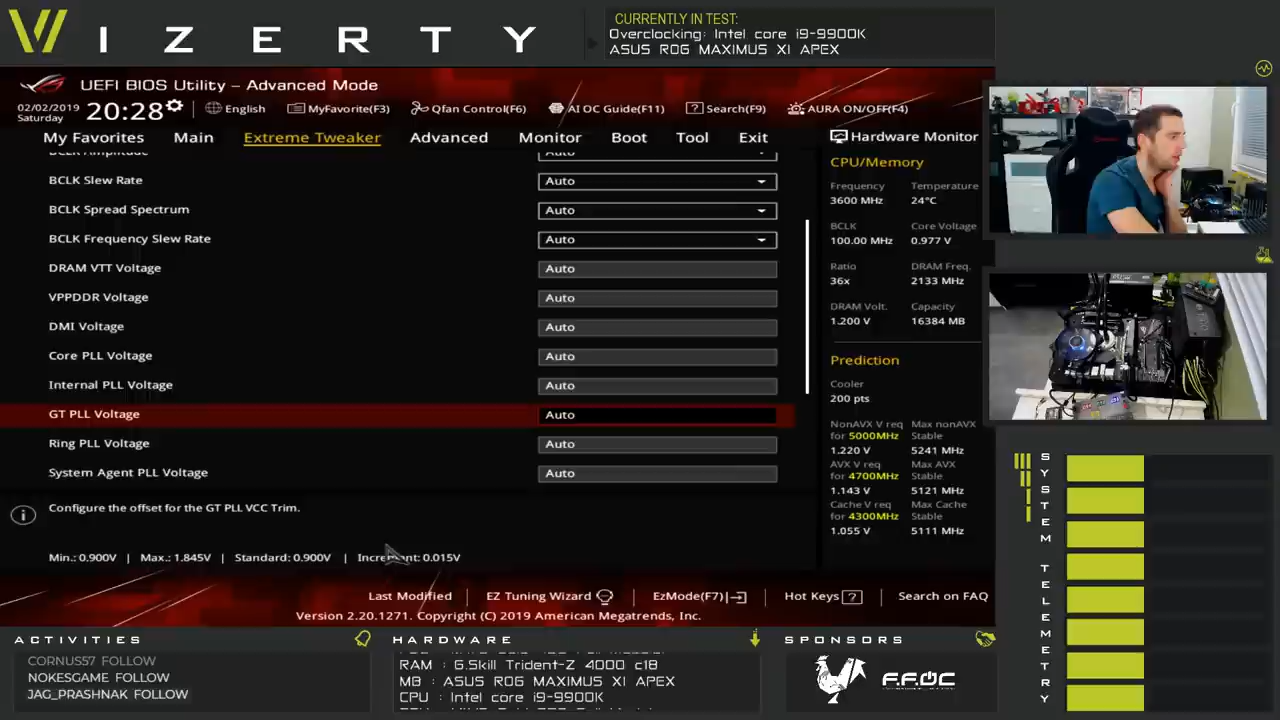 WIZERTY
CURRENTLY IN TEST:
Overclocking: Intel core i9-9900K
ASUS ROG MAXIMUS XI APEX
UEFI BIOS Utility – Advanced Mode
02/02/2019
Saturday
20:28
English
MyFavorite(F3)
Qfan Control(F6)
AI OC Guide(F11)
Search(F9)
AURA ON/OFF(F4)
My Favorites
Main
Extreme Tweaker
Advanced
Monitor
Boot
Tool
Exit
Hardware Monitor
BCLK Amplitude Auto
BCLK Slew Rate Auto
BCLK Spread Spectrum Auto
BCLK Frequency Slew Rate Auto
DRAM VTT Voltage Auto
VPPDDR Voltage Auto
DMI Voltage Auto
Core PLL Voltage Auto
Internal PLL Voltage Auto
GT PLL Voltage Auto
Ring PLL Voltage Auto
System Agent PLL Voltage Auto
Configure the offset for the GT PLL VCC Trim.
Min.: 0.900V | Max.: 1.845V | Standard: 0.900V | Increment: 0.015V
CPU/Memory
Frequency Temperature
3600 MHz 24°C
BCLK Core Voltage
100.00 MHz 0.977 V
Ratio DRAM Freq.
36x 2133 MHz
DRAM Volt. Capacity
1.200 V 16384 MB
Prediction
Cooler
200 pts
NonAVX V req Max nonAVX
for 5000MHz Stable
1.220 V 5241 MHz
AVX V req Max AVX
for 4700MHz Stable
1.143 V 5121 MHz
Cache V req Max Cache
for 4300MHz Stable
1.055 V 5111 MHz
Last Modified
EZ Tuning Wizard
EzMode(F7)
Hot Keys ?
Search on FAQ
Version 2.20.1271. Copyright (C) 2019 American Megatrends, Inc.
SYSTEM TELEMETRY
ACTIVITIES
CORNUS57 FOLLOW
NOKESGAME FOLLOW
JAG_PRASHNAK FOLLOW
HARDWARE
RAM : G.Skill Trident-Z 4000 c18
MB : ASUS ROG MAXIMUS XI APEX
CPU : Intel core i9-9900K
SPONSORS
F.F.OC